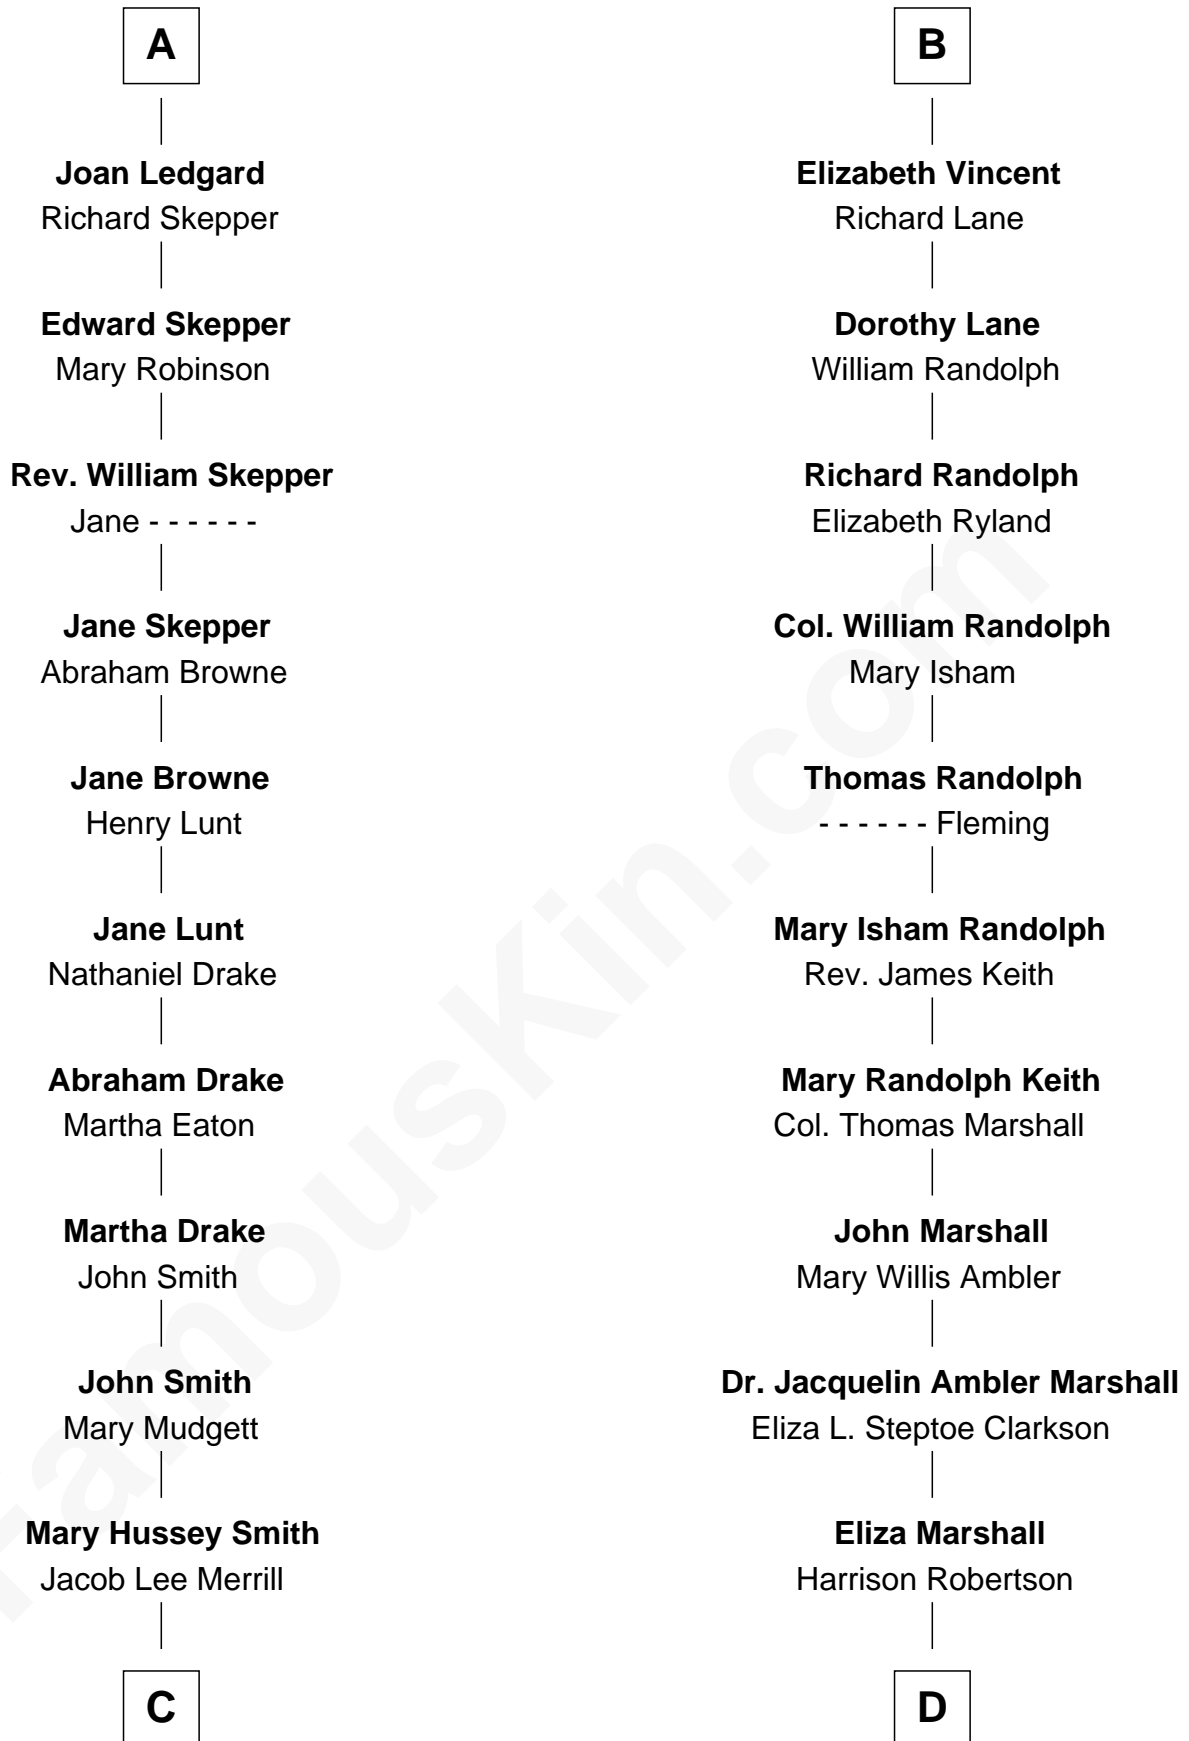 A
Joan Ledgard
Richard Skepper
Edward Skepper
Mary Robinson
Rev. William Skepper
Jane - - - - - -
Jane Skepper
Abraham Browne
Jane Browne
Henry Lunt
Jane Lunt
Nathaniel Drake
Abraham Drake
Martha Eaton
Martha Drake
John Smith
John Smith
Mary Mudgett
Mary Hussey Smith
Jacob Lee Merrill
C
B
Elizabeth Vincent
Richard Lane
Dorothy Lane
William Randolph
Richard Randolph
Elizabeth Ryland
Col. William Randolph
Mary Isham
Thomas Randolph
- - - - - - Fleming
Mary Isham Randolph
Rev. James Keith
Mary Randolph Keith
Col. Thomas Marshall
John Marshall
Mary Willis Ambler
Dr. Jacquelin Ambler Marshall
Eliza L. Steptoe Clarkson
Eliza Marshall
Harrison Robertson
D
FamousKin.com